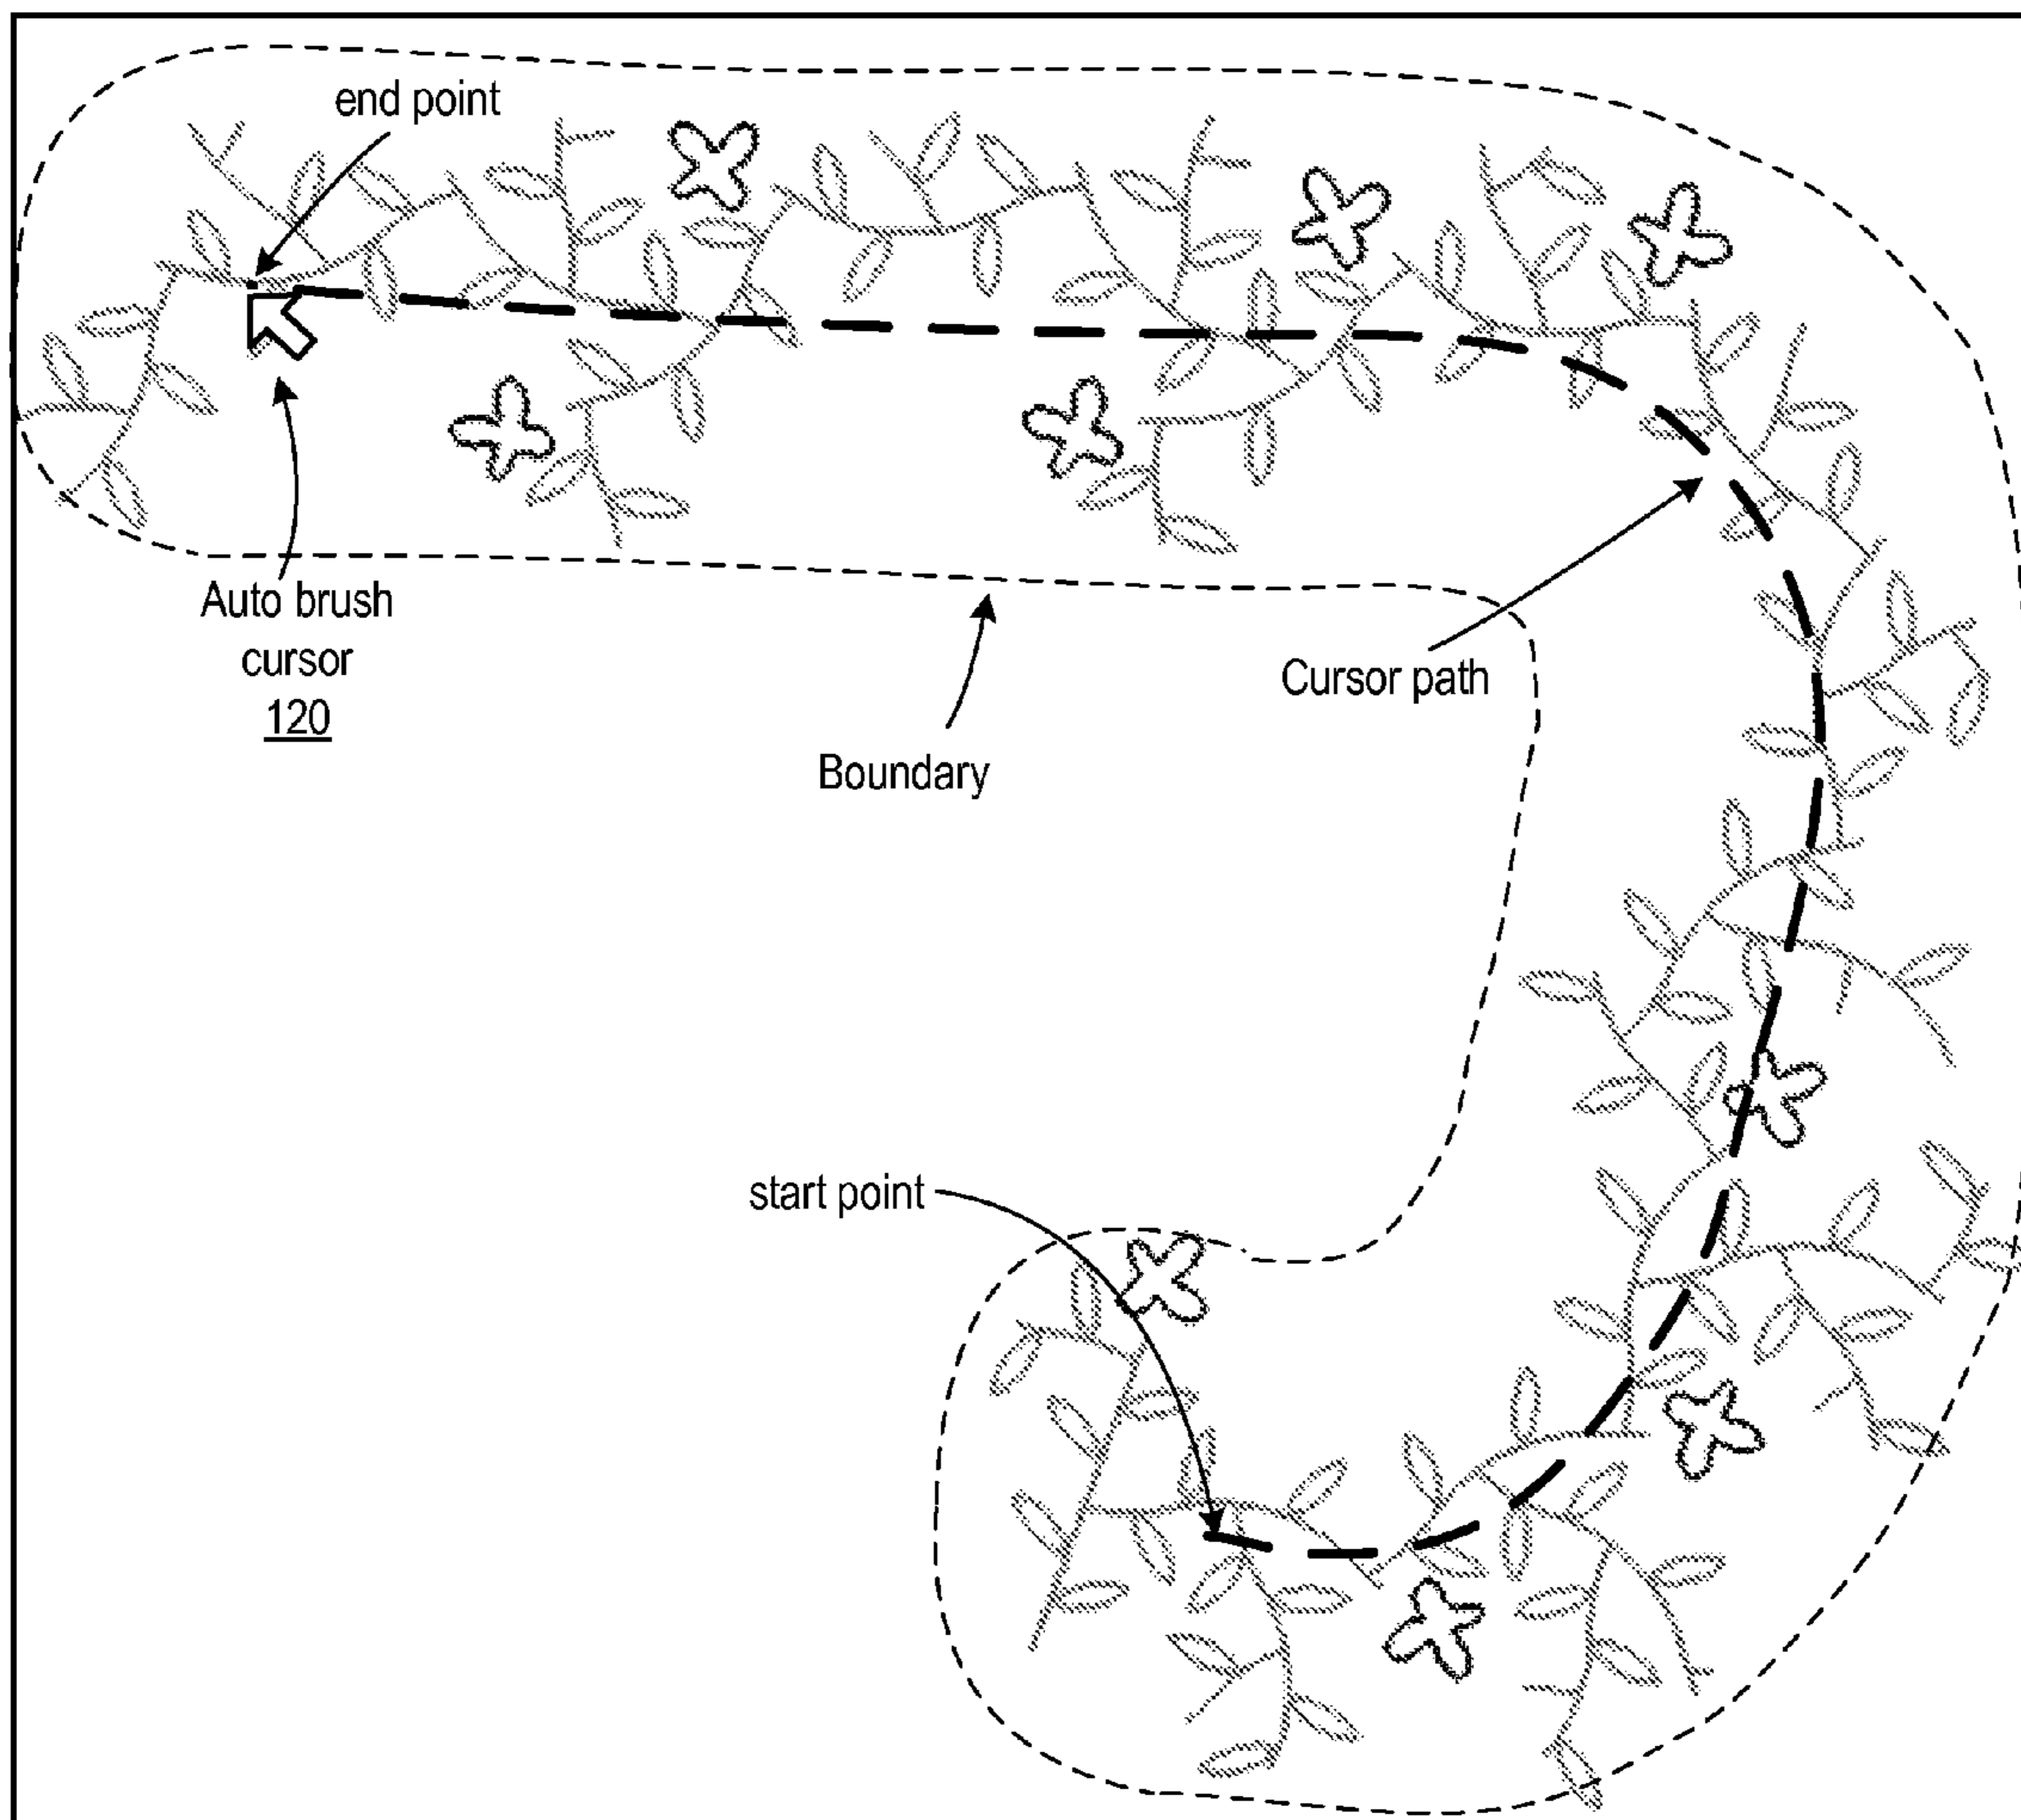 end point
Auto brush
cursor
120
Cursor path
Boundary
start point